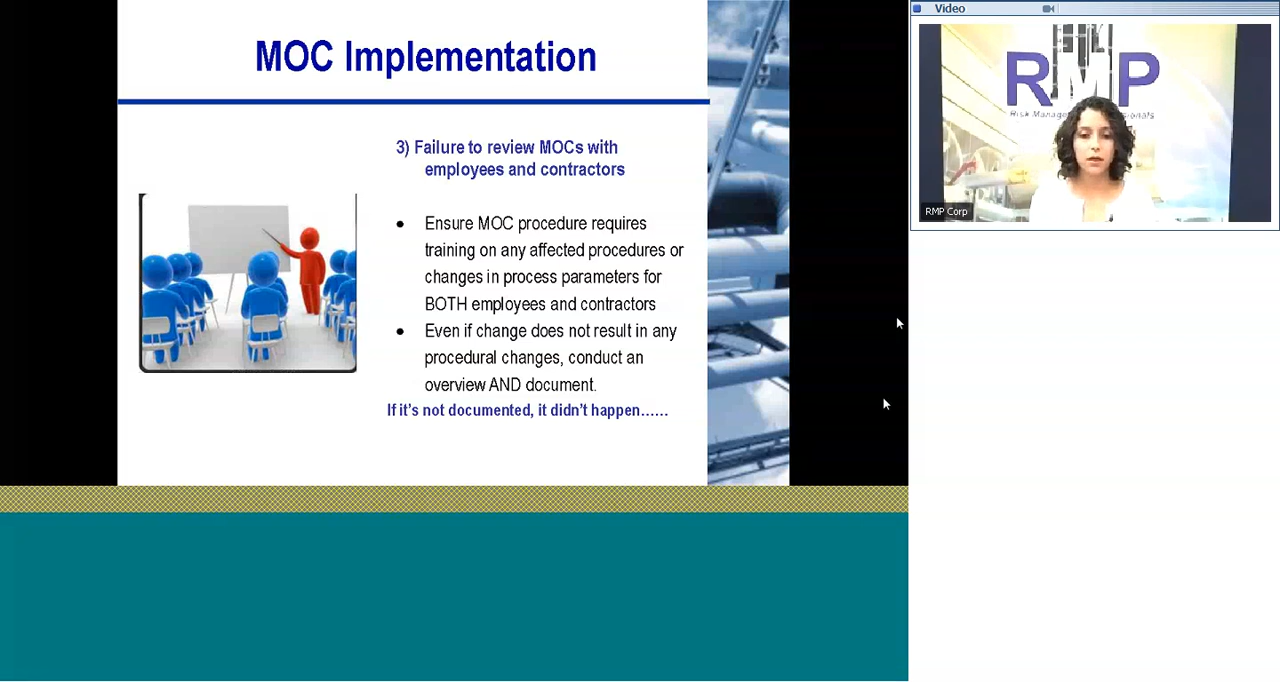 MOC Implementation
3) Failure to review MOCs with
employees and contractors
● Ensure MOC procedure requires
training on any affected procedures or
changes in process parameters for
BOTH employees and contractors
● Even if change does not result in any
procedural changes, conduct an
overview AND document.
If it's not documented, it didn't happen……
Video
RMP
Risk Manag
RMP Corp